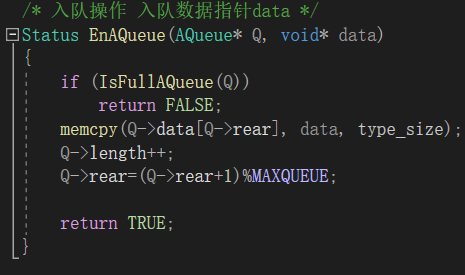 /* 入队操作 入队数据指针data */
Status EnAQueue(AQueue* Q, void* data)
{
if (IsFullAQueue(Q))
return FALSE;
memcpy(Q->data[Q->rear], data, type_size);
Q->length++;
Q->rear=(Q->rear+1)%MAXQUEUE;
return TRUE;
}